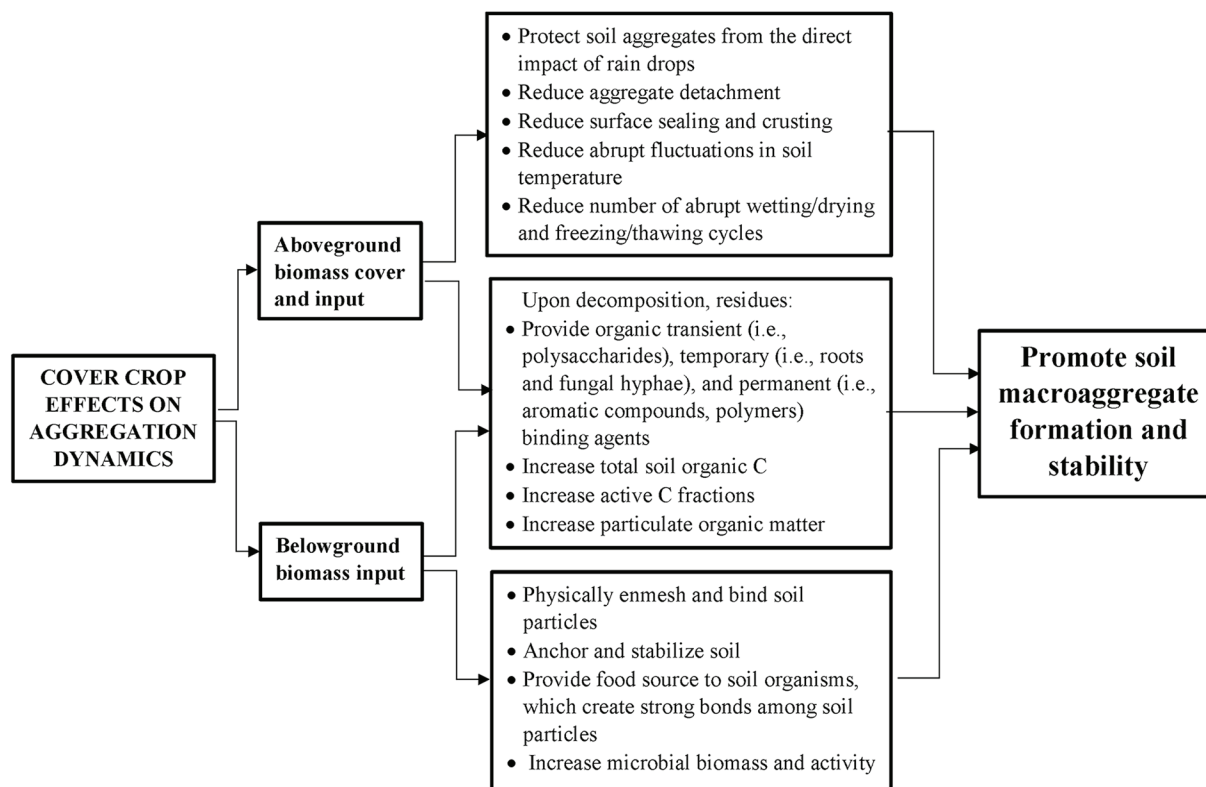 COVER CROP
EFFECTS ON
AGGREGATION
DYNAMICS
Aboveground
biomass cover
and input
Belowground
biomass input
• Protect soil aggregates from the direct
impact of rain drops
• Reduce aggregate detachment
• Reduce surface sealing and crusting
• Reduce abrupt fluctuations in soil
temperature
• Reduce number of abrupt wetting/drying
and freezing/thawing cycles
Upon decomposition, residues:
• Provide organic transient (i.e.,
polysaccharides), temporary (i.e., roots
and fungal hyphae), and permanent (i.e.,
aromatic compounds, polymers)
binding agents
• Increase total soil organic C
• Increase active C fractions
• Increase particulate organic matter
• Physically enmesh and bind soil
particles
• Anchor and stabilize soil
• Provide food source to soil organisms,
which create strong bonds among soil
particles
• Increase microbial biomass and activity
Promote soil
macroaggregate
formation and
stability